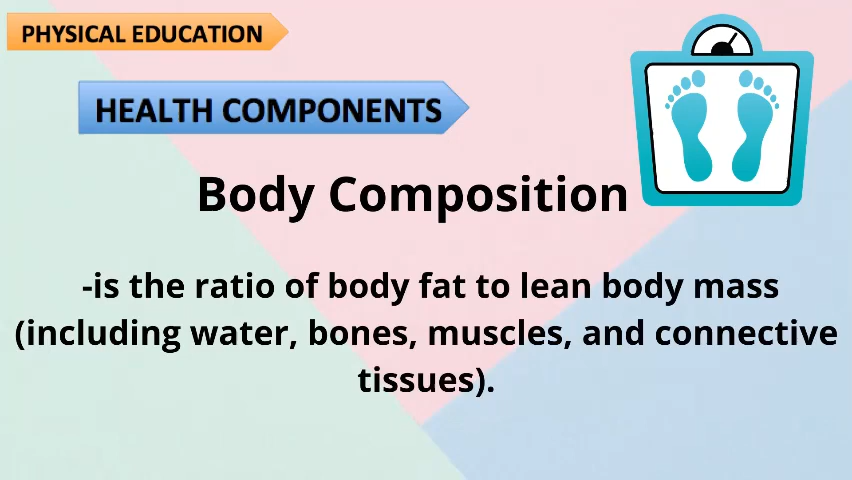 PHYSICAL EDUCATION
HEALTH COMPONENTS
Body Composition
-is the ratio of body fat to lean body mass
(including water, bones, muscles, and connective
tissues).